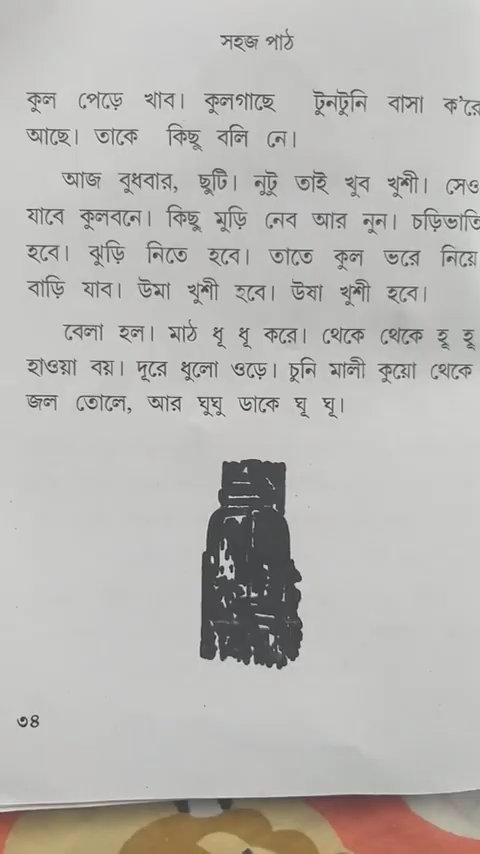 সহজ পাঠ
কুল পেড়ে খাব। কুলগাছে টুনটুনি বাসা ক'রে
আছে। তাকে কিছু বলি নে।
আজ বুধবার, ছুটি। নুটু তাই খুব খুশী। সেও
যাবে কুলবনে। কিছু মুড়ি নেব আর নুন। চড়িভাতি
হবে। ঝুড়ি নিতে হবে। তাতে কুল ভরে নিয়ে
বাড়ি যাব। উমা খুশী হবে। উষা খুশী হবে।
বেলা হল। মাঠ ধূ ধূ করে। থেকে থেকে হূ হূ
হাওয়া বয়। দূরে ধুলো ওড়ে। চুনি মালী কুয়ো থেকে
জল তোলে, আর ঘুঘু ডাকে ঘূ ঘূ।
৩৪